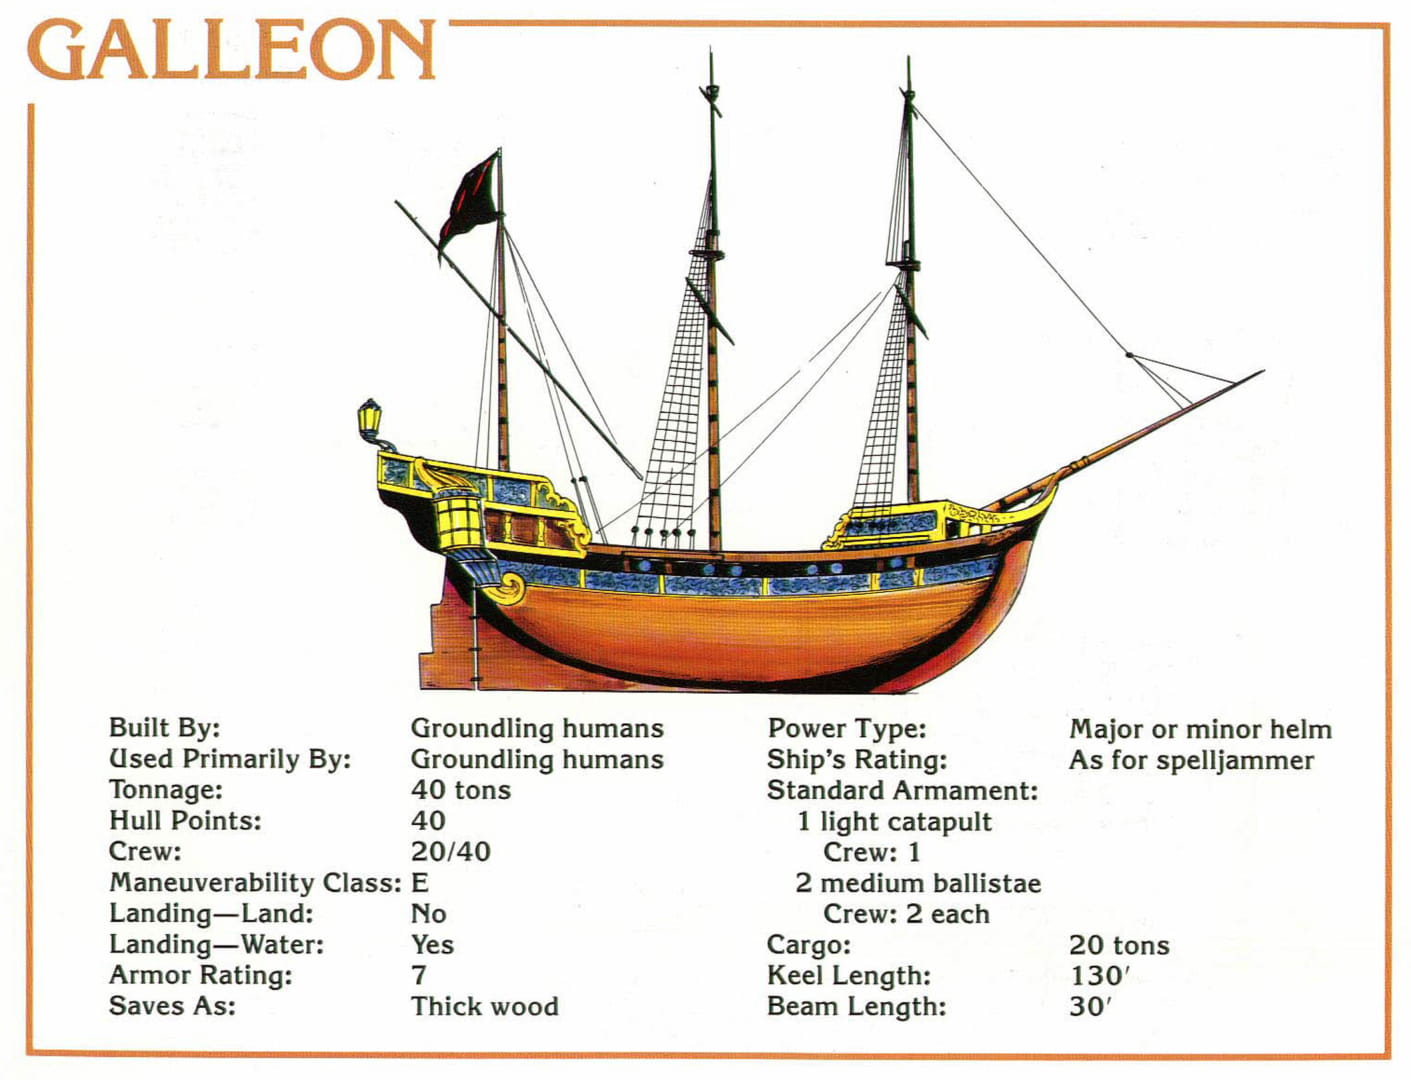 GALLEON
Built By: Groundling humans
Used Primarily By: Groundling humans
Tonnage: 40 tons
Hull Points: 40
Crew: 20/40
Maneuverability Class: E
Landing—Land: No
Landing—Water: Yes
Armor Rating: 7
Saves As: Thick wood
Power Type: Major or minor helm
Ship's Rating: As for spelljammer
Standard Armament:
1 light catapult
Crew: 1
2 medium ballistae
Crew: 2 each
Cargo: 20 tons
Keel Length: 130'
Beam Length: 30'